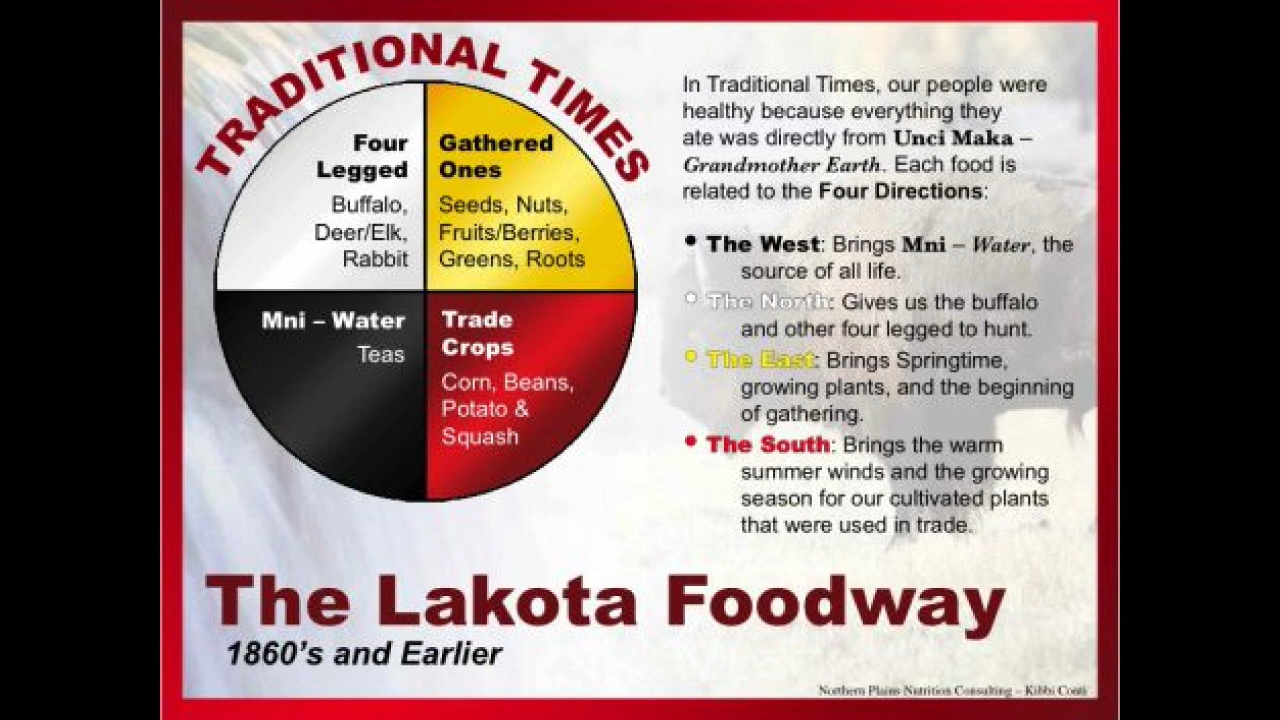 TRADITIONAL TIMES
Four
Legged
Buffalo,
Deer/Elk,
Rabbit
Gathered
Ones
Seeds, Nuts,
Fruits/Berries,
Greens, Roots
Mni – Water
Teas
Trade
Crops
Corn, Beans,
Potato &
Squash
In Traditional Times, our people were
healthy because everything they
ate was directly from Unci Maka –
Grandmother Earth. Each food is
related to the Four Directions:
• The West: Brings Mni – Water, the
source of all life.
• The North: Gives us the buffalo
and other four legged to hunt.
• The East: Brings Springtime,
growing plants, and the beginning
of gathering.
• The South: Brings the warm
summer winds and the growing
season for our cultivated plants
that were used in trade.
The Lakota Foodway
1860's and Earlier
Northern Plains Nutrition Consulting – Kibbi Conti